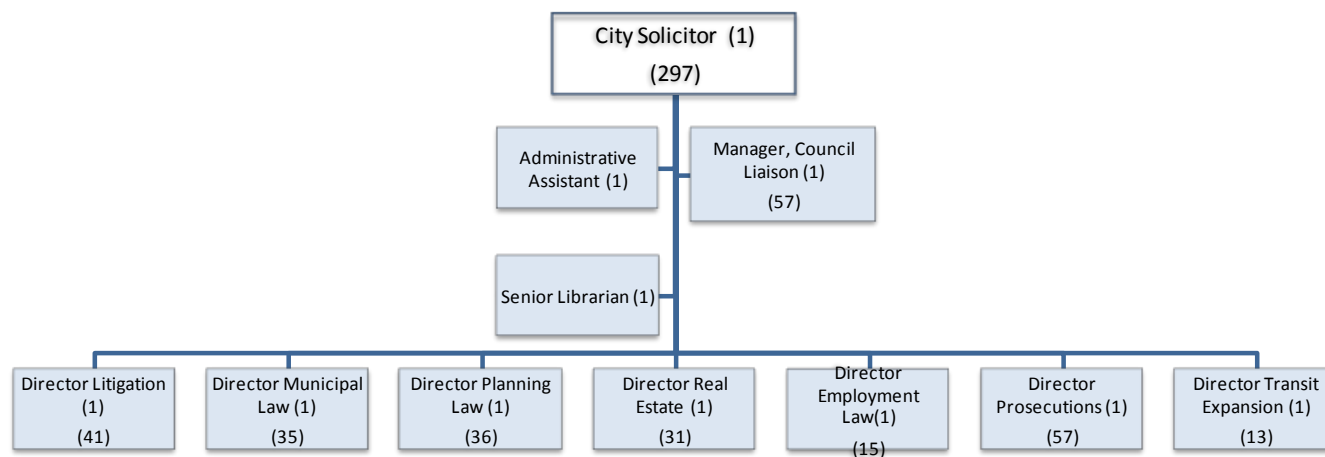 City Solicitor (1)
(297)
Administrative
Assistant (1)
Manager, Council
Liaison (1)
(57)
Senior Librarian (1)
Director Litigation
(1)
(41)
Director Municipal
Law (1)
(35)
Director Planning
Law (1)
(36)
Director Real
Estate (1)
(31)
Director
Employment
Law(1)
(15)
Director
Prosecutions (1)
(57)
Director Transit
Expansion (1)
(13)